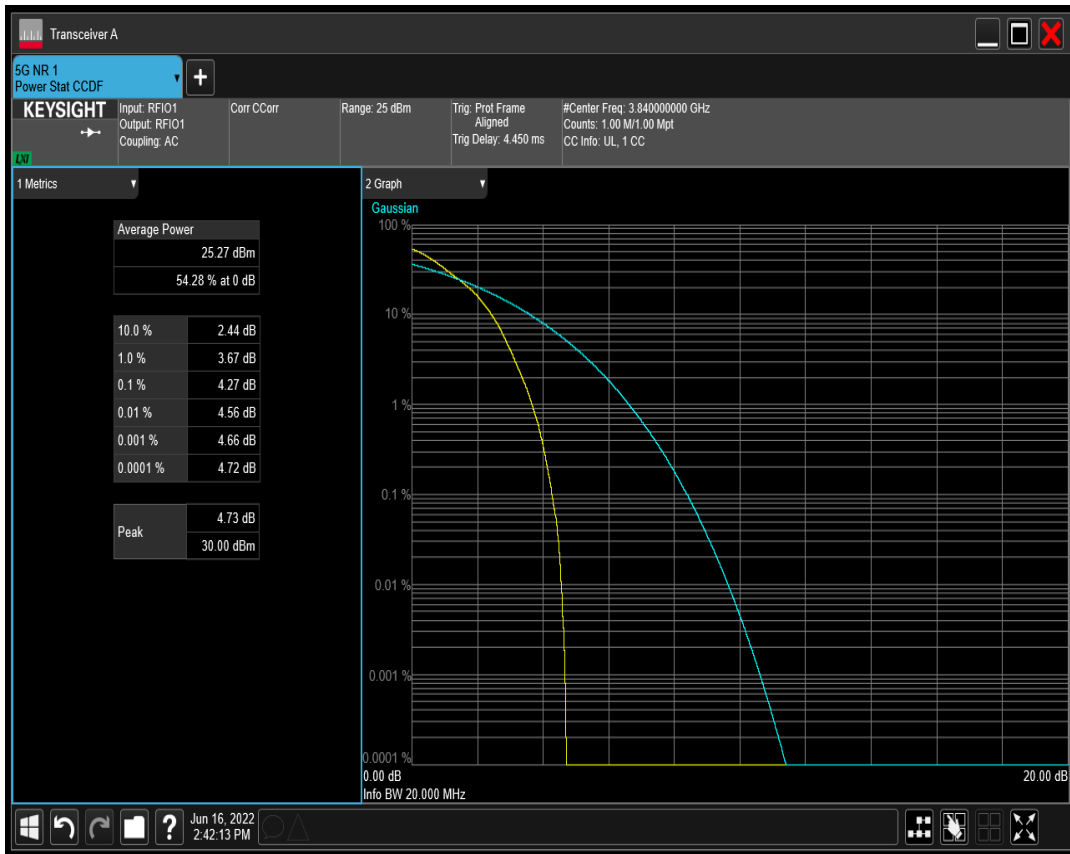 Transceiver A
5G NR 1
Power Stat CCDF
+
KEYSIGHT
LXI
Input: RFIO1
Output: RFIO1
Coupling: AC
Corr CCorr
Range: 25 dBm
Trig: Prot Frame
Aligned
Trig Delay: 4.450 ms
#Center Freq: 3.840000000 GHz
Counts: 1.00 M/1.00 Mpt
CC Info: UL, 1 CC
1 Metrics
Average Power
25.27 dBm
54.28 % at 0 dB
10.0 % 2.44 dB
1.0 % 3.67 dB
0.1 % 4.27 dB
0.01 % 4.56 dB
0.001 % 4.66 dB
0.0001 % 4.72 dB
Peak
4.73 dB
30.00 dBm
2 Graph
Gaussian
100 %
10 %
1 %
0.1 %
0.01 %
0.001 %
0.0001 %
0.00 dB 20.00 dB
Info BW 20.000 MHz
?
Jun 16, 2022
2:42:13 PM